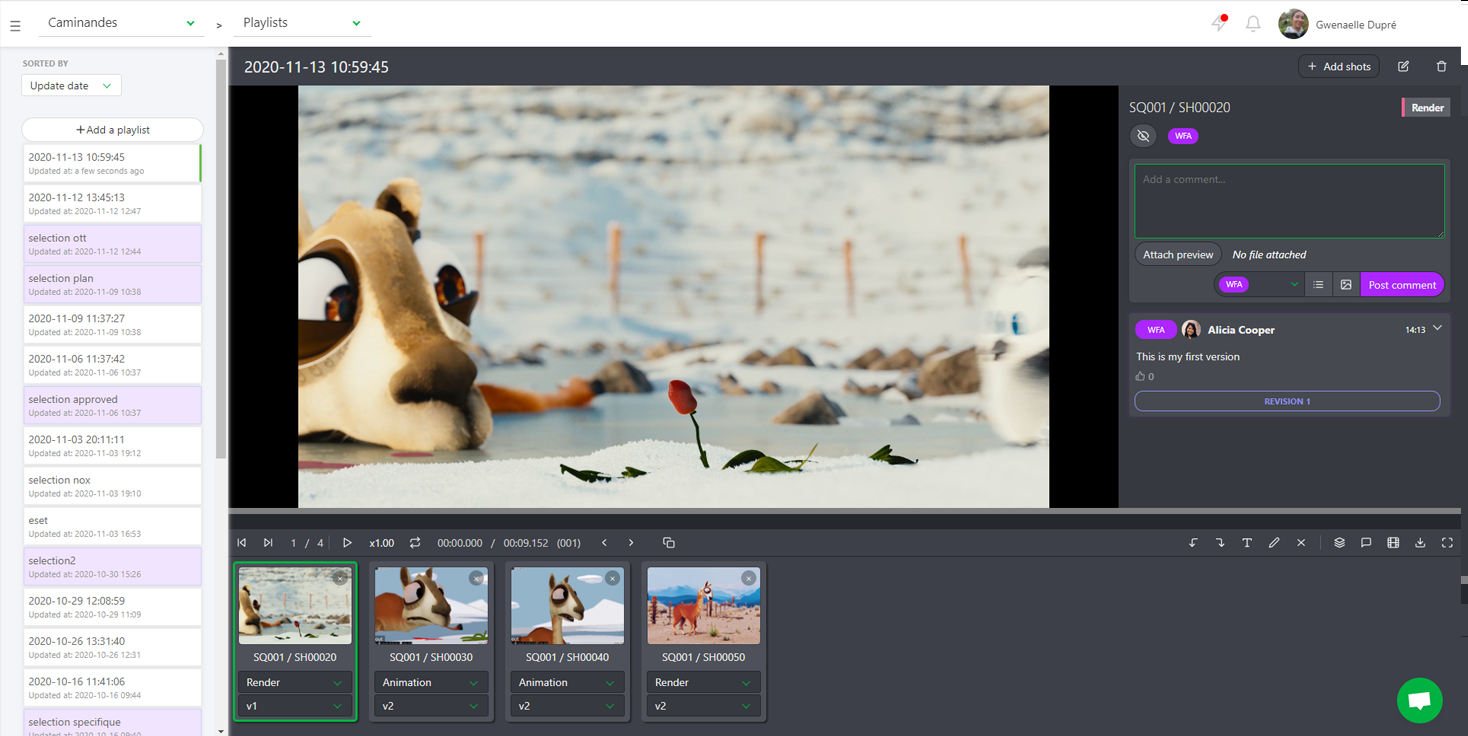 Caminandes > Playlists
Gwenaelle Dupré
SORTED BY
Update date
+ Add a playlist
2020-11-13 10:59:45
Updated at: a few seconds ago
2020-11-12 13:45:13
Updated at: 2020-11-12 12:47
selection ott
Updated at: 2020-11-12 12:44
selection plan
Updated at: 2020-11-09 10:38
2020-11-09 11:37:27
Updated at: 2020-11-09 10:38
2020-11-06 11:37:42
Updated at: 2020-11-06 10:37
selection approved
Updated at: 2020-11-06 10:37
2020-11-03 20:11:11
Updated at: 2020-11-03 19:12
selection nox
Updated at: 2020-11-03 19:10
eset
Updated at: 2020-11-03 16:53
selection2
Updated at: 2020-10-30 15:26
2020-10-29 12:08:59
Updated at: 2020-10-29 11:09
2020-10-26 13:31:40
Updated at: 2020-10-26 12:31
2020-10-16 11:41:06
Updated at: 2020-10-16 09:44
selection specifique
Updated at: 2020-10-16 09:40
2020-11-13 10:59:45
+ Add shots
SQ001 / SH00020
Render
WFA
Add a comment...
Attach preview No file attached
WFA Post comment
WFA Alicia Cooper 14:13
This is my first version
0
REVISION 1
1 / 4 x1.00 00:00.000 / 00:09.152 (001)
SQ001 / SH00020
Render
v1
SQ001 / SH00030
Animation
v2
SQ001 / SH00040
Animation
v2
SQ001 / SH00050
Render
v2